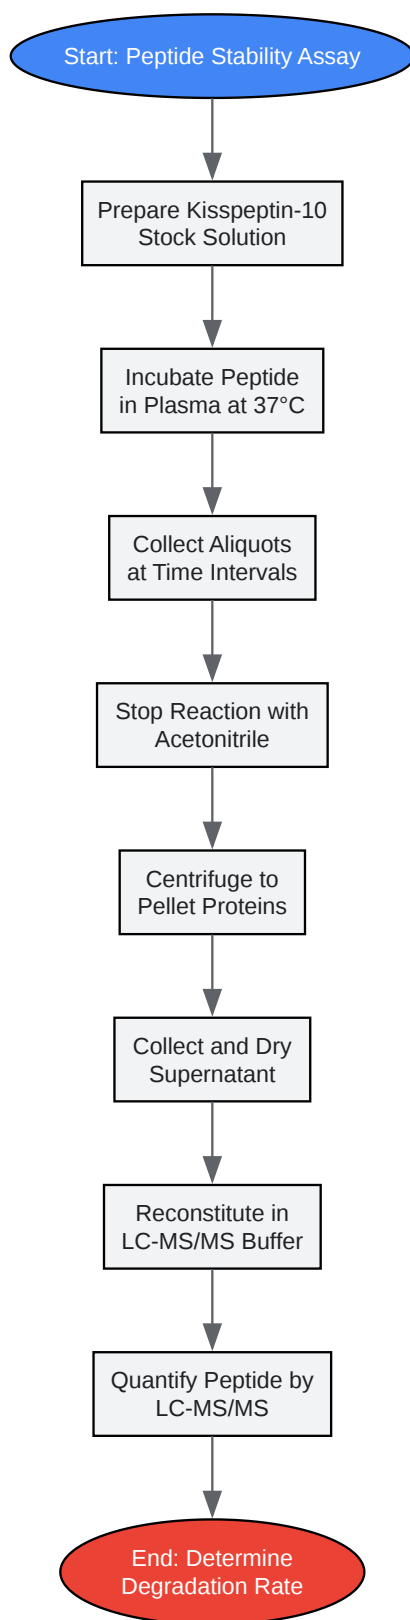 Start: Peptide Stability Assay
Prepare Kisspeptin-10
Stock Solution
Incubate Peptide
in Plasma at 37°C
Collect Aliquots
at Time Intervals
Stop Reaction with
Acetonitrile
Centrifuge to
Pellet Proteins
Collect and Dry
Supernatant
Reconstitute in
LC-MS/MS Buffer
Quantify Peptide by
LC-MS/MS
End: Determine
Degradation Rate